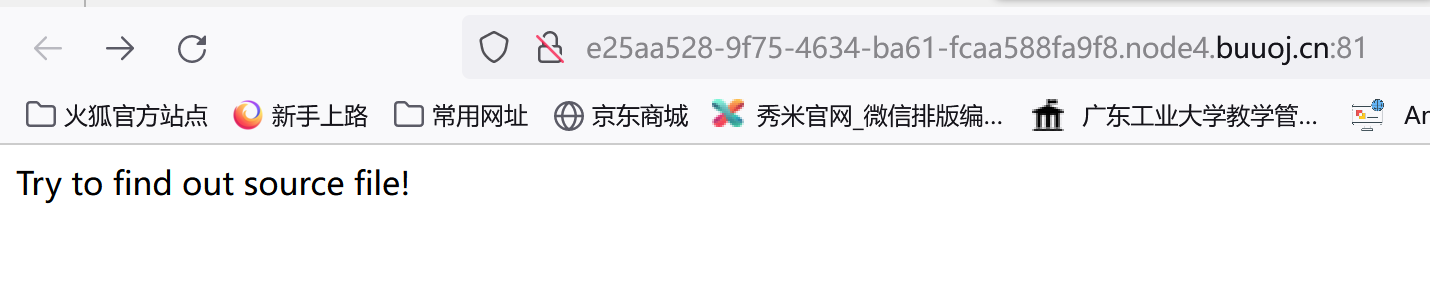 e25aa528-9f75-4634-ba61-fcaa588fa9f8.node4.buuoj.cn:81
火狐官方站点 新手上路 常用网址 京东商城 秀米官网_微信排版编... 广东工业大学教学管... Ar
Try to find out source file!